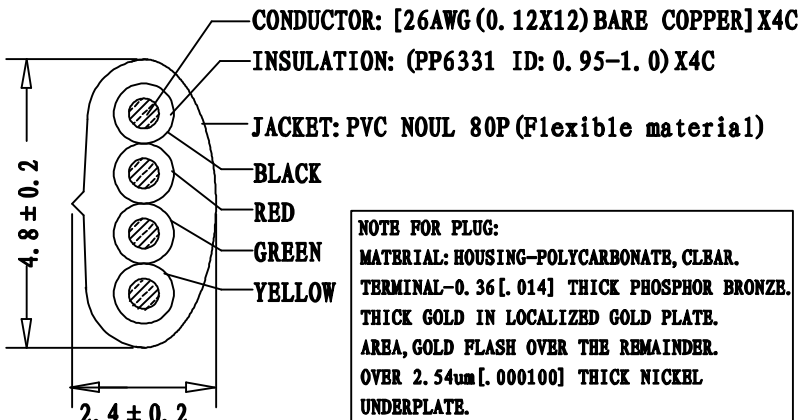 CONDUCTOR: [26AWG(0.12X12)BARE COPPER]X4C
INSULATION: (PP6331 ID:0.95-1.0)X4C
JACKET:PVC NOUL 80P(Flexible material)
BLACK
RED
GREEN
YELLOW
4.8±0.2
2.4±0.2
NOTE FOR PLUG:
MATERIAL:HOUSING-POLYCARBONATE,CLEAR.
TERMINAL-0.36[.014] THICK PHOSPHOR BRONZE.
THICK GOLD IN LOCALIZED GOLD PLATE.
AREA,GOLD FLASH OVER THE REMAINDER.
OVER 2.54um[.000100] THICK NICKEL
UNDERPLATE.